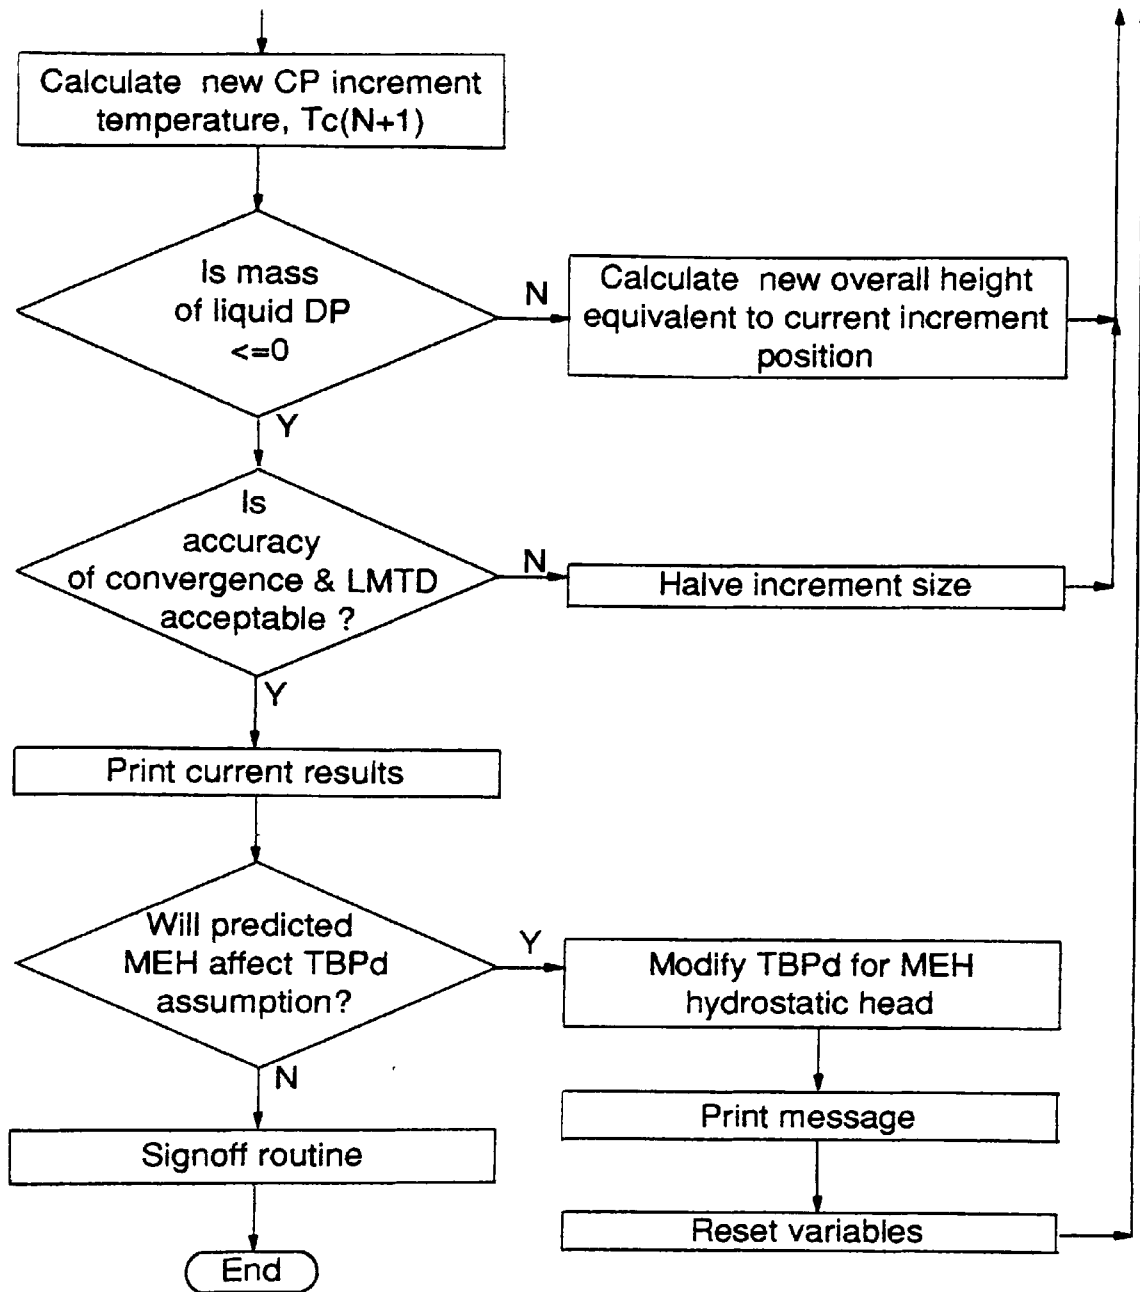 Calculate new CP increment
temperature, Tc(N+1)
Is mass
of liquid DP
<=0
N
Calculate new overall height
equivalent to current increment
position
Y
Is
accuracy
of convergence & LMTD
acceptable ?
N
Halve increment size
Y
Print current results
Will predicted
MEH affect TBPd
assumption?
Y
Modify TBPd for MEH
hydrostatic head
N
Print message
Signoff routine
Reset variables
End